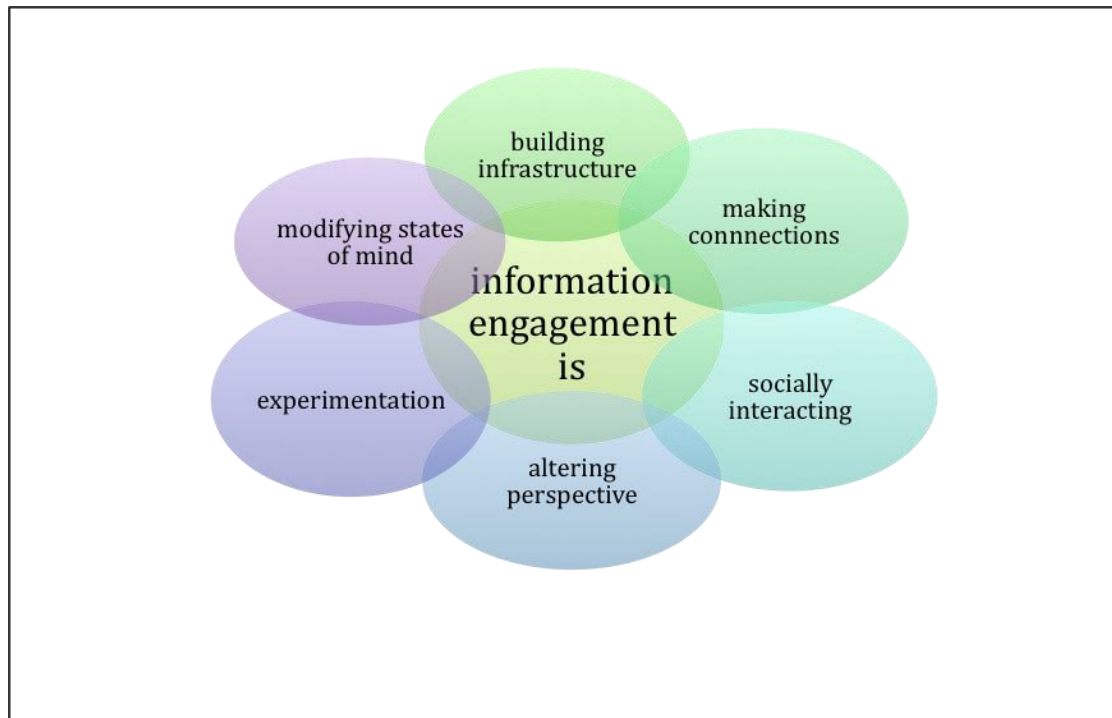 building
infrastructure
making
connnections
modifying states
of mind
information
engagement
is
socially
interacting
experimentation
altering
perspective